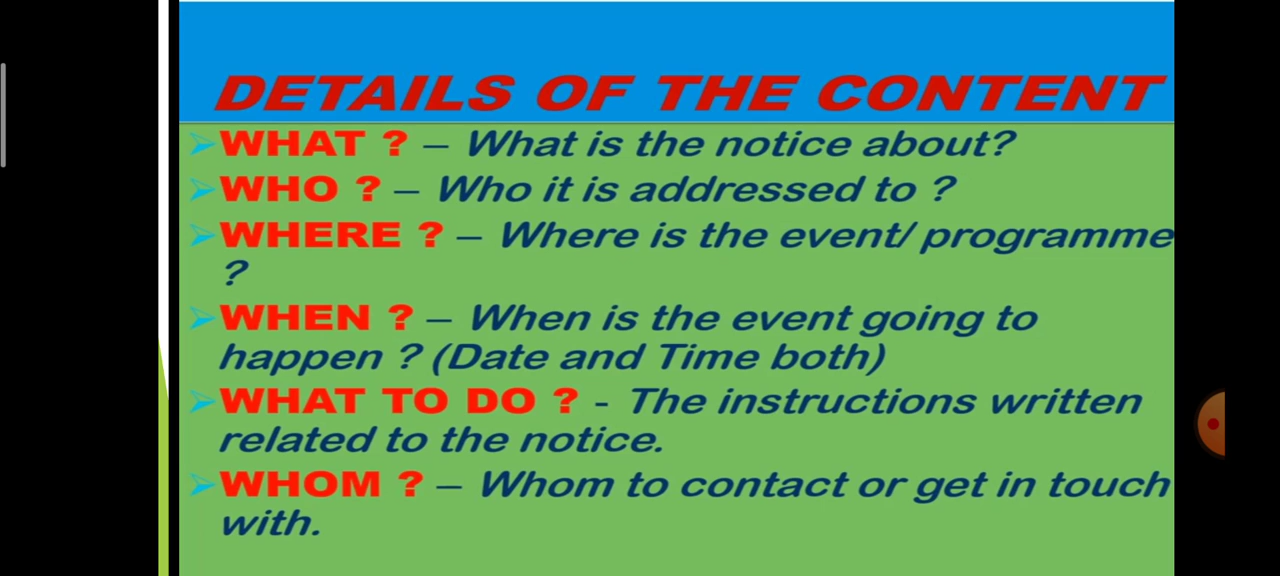 DETAILS OF THE CONTENT
➢WHAT ? – What is the notice about?
➢WHO ? – Who it is addressed to ?
➢WHERE ? – Where is the event/ programme
?
➢WHEN ? – When is the event going to
happen ? (Date and Time both)
➢WHAT TO DO ? - The instructions written
related to the notice.
➢WHOM ? – Whom to contact or get in touch
with.